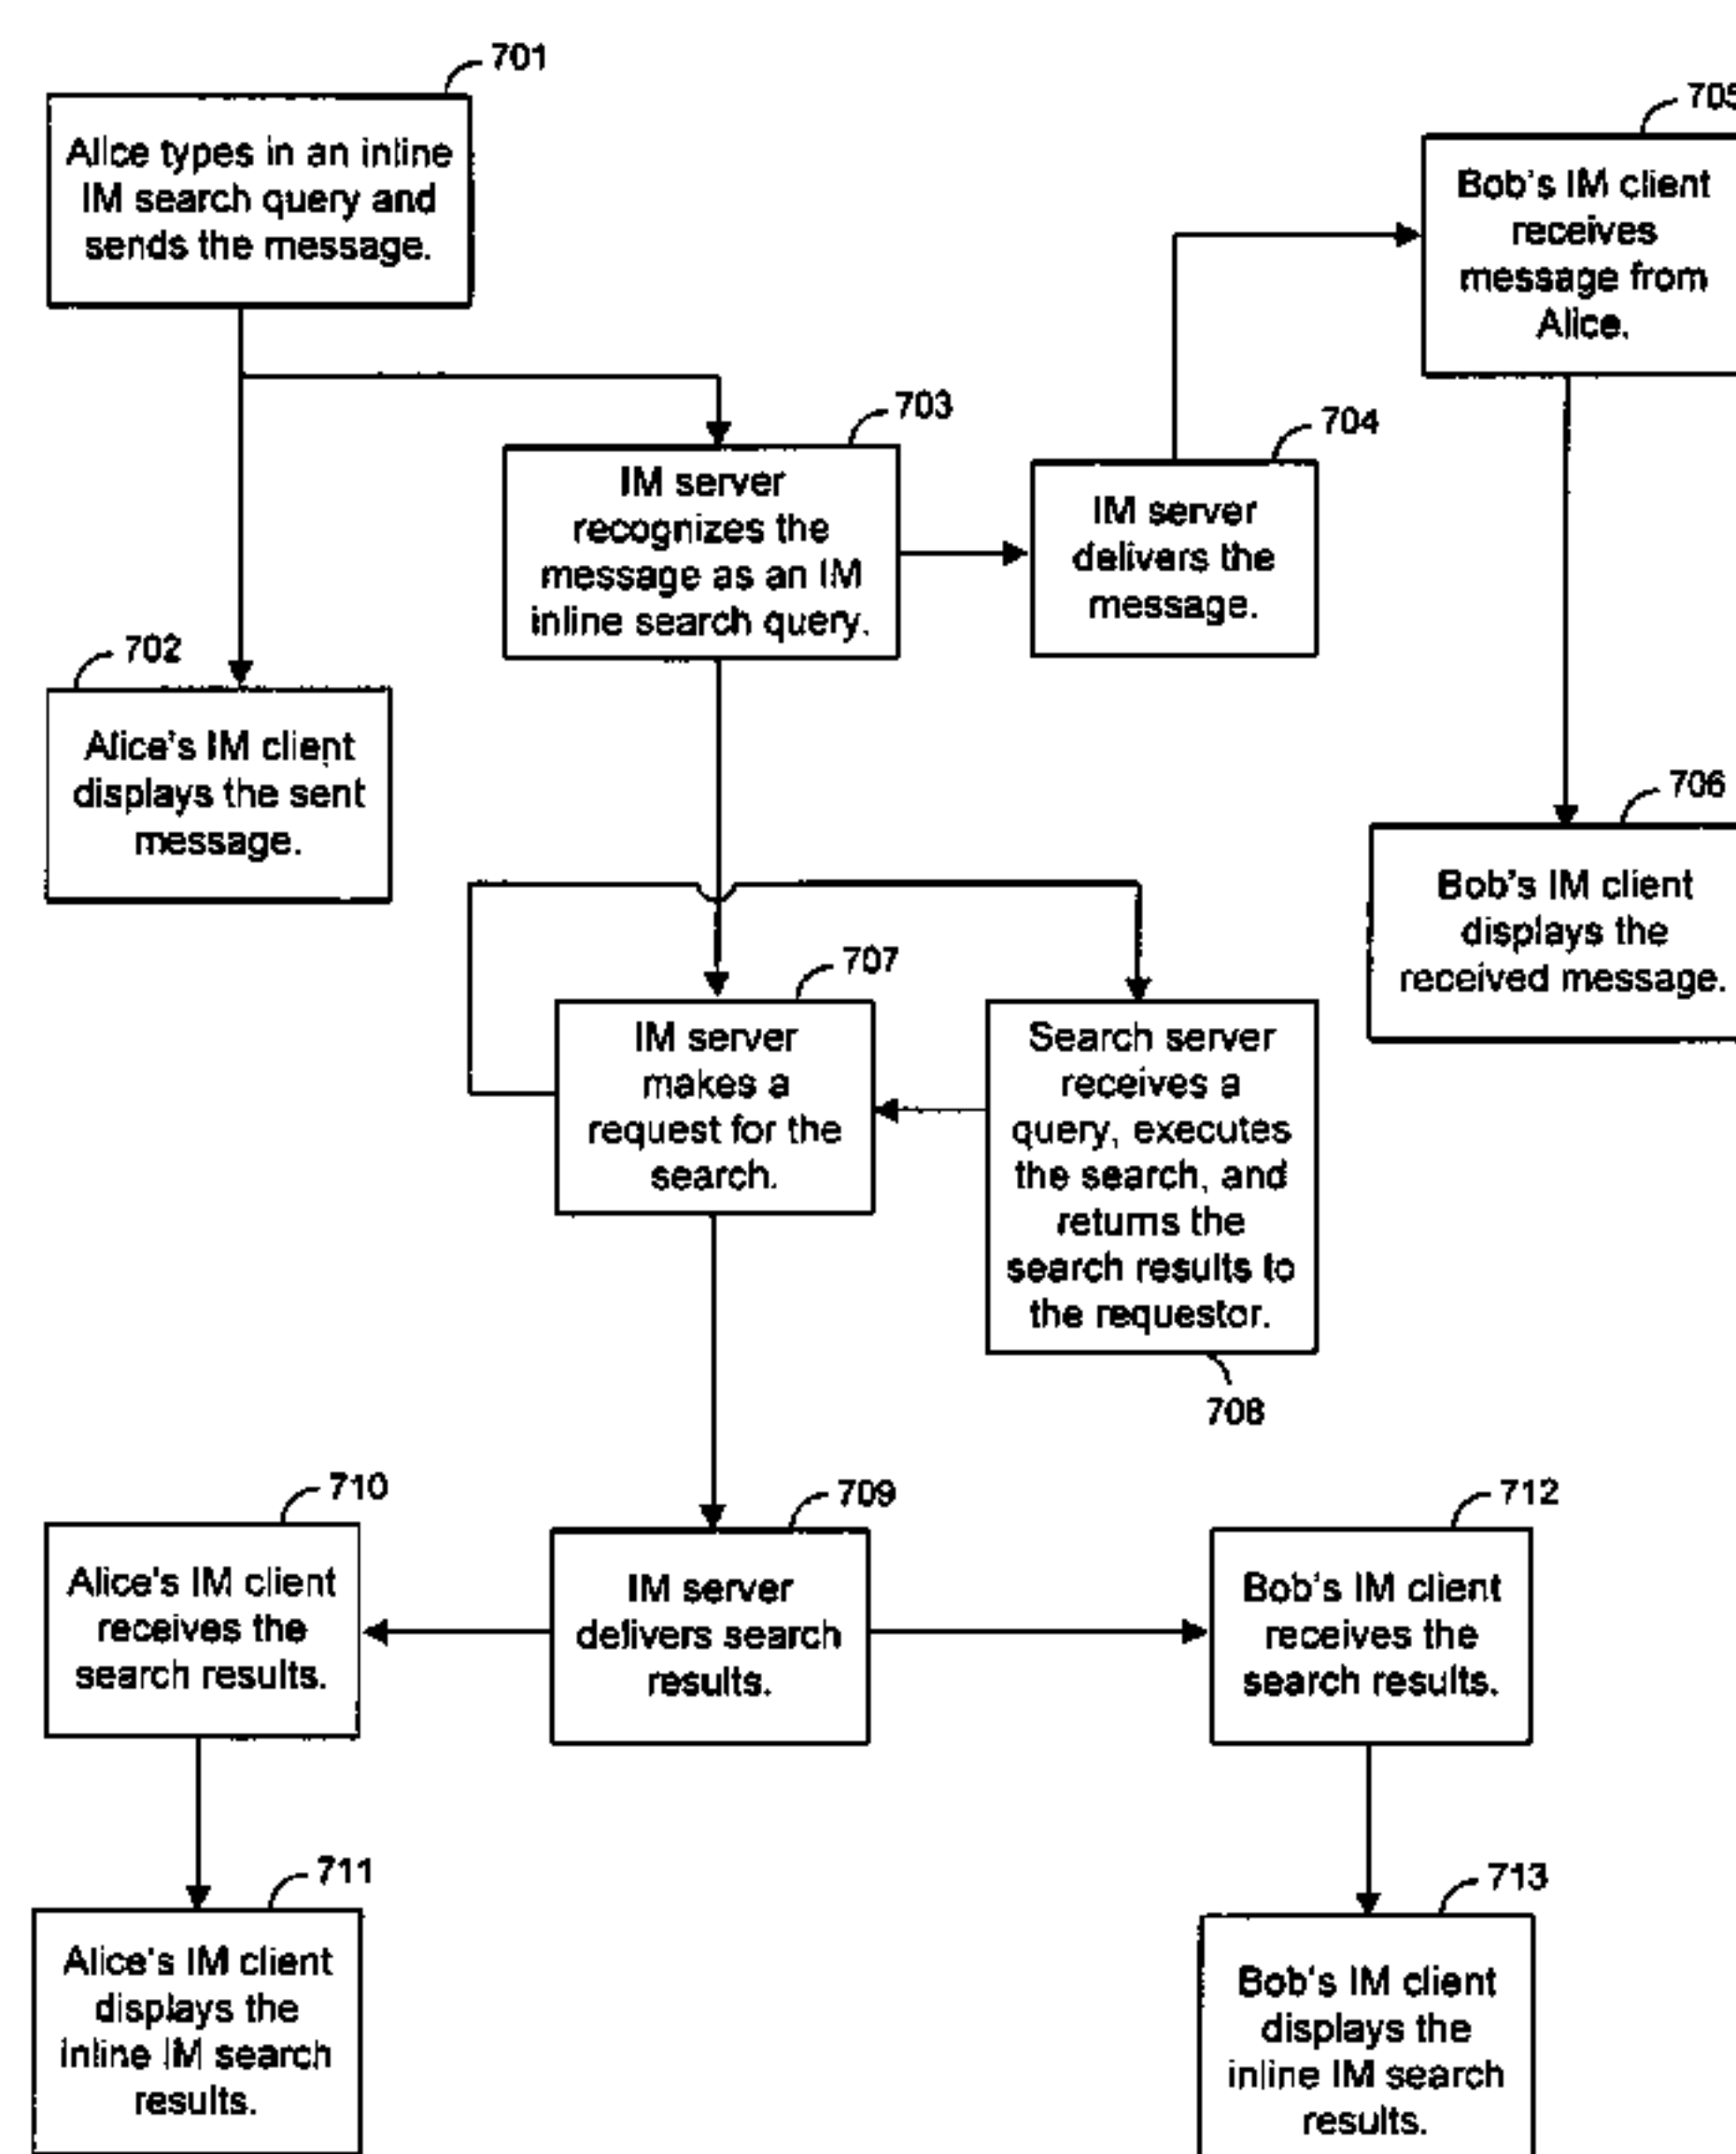 701
Alice types in an inline
IM search query and
sends the message.
705
Bob's IM client
receives
message from
Alice.
703
IM server
recognizes the
message as an IM
inline search query.
704
IM server
delivers the
message.
702
Alice's IM client
displays the sent
message.
706
Bob's IM client
displays the
received message.
707
IM server
makes a
request for the
search.
Search server
receives a
query, executes
the search, and
returns the
search results to
the requestor.
708
710
Alice's IM client
receives the
search results.
709
IM server
delivers search
results.
712
Bob's IM client
receives the
search results.
711
Alice's IM client
displays the
inline IM search
results.
713
Bob's IM client
displays the
inline IM search
results.